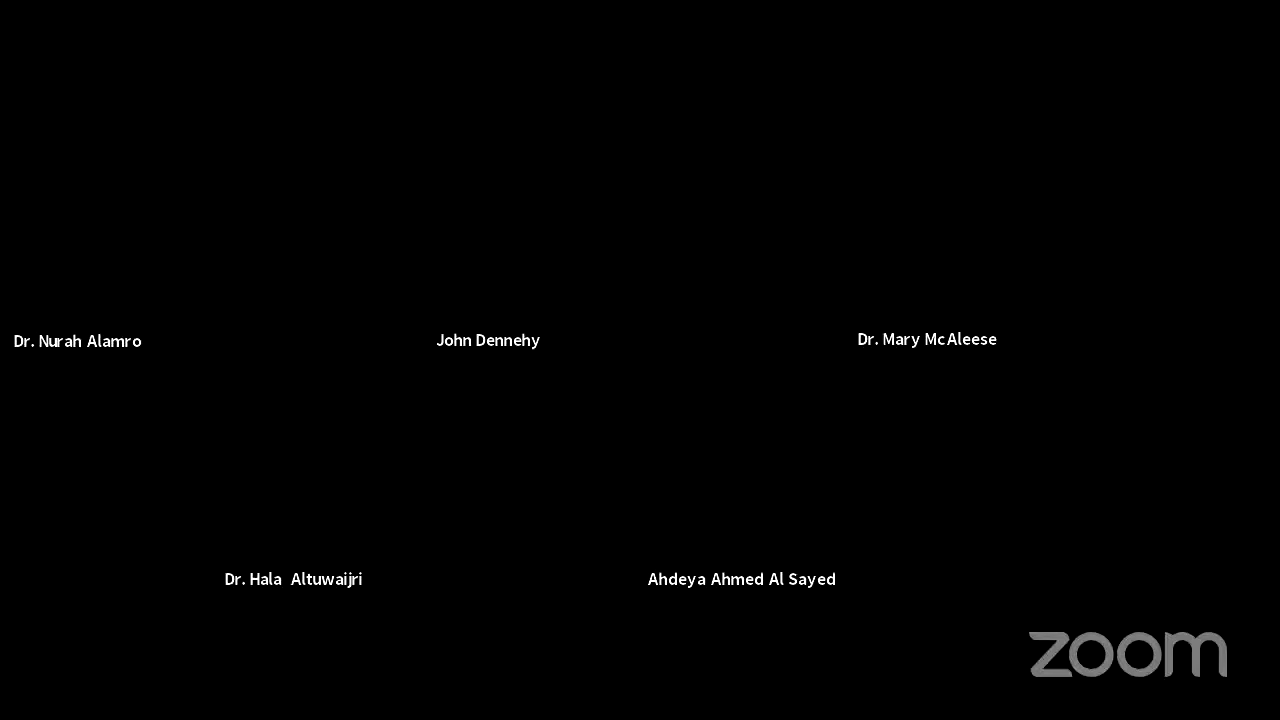 Dr. Nurah Alamro
John Dennehy
Dr. Mary McAleese
Dr. Hala Altuwaijri
Ahdeya Ahmed Al Sayed
zoom